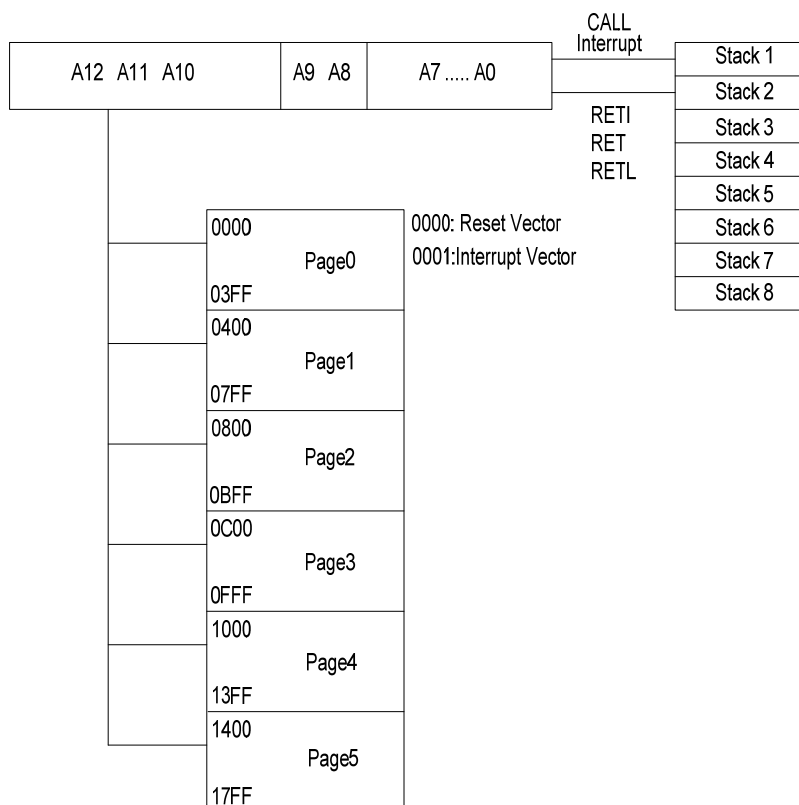 CALL
Interrupt
A12 A11 A10 A9 A8 A7 ..... A0
RETI
RET
RETL
Stack 1
Stack 2
Stack 3
Stack 4
Stack 5
Stack 6
Stack 7
Stack 8
0000
Page0
03FF
0000: Reset Vector
0001:Interrupt Vector
0400
Page1
07FF
0800
Page2
0BFF
0C00
Page3
0FFF
1000
Page4
13FF
1400
Page5
17FF